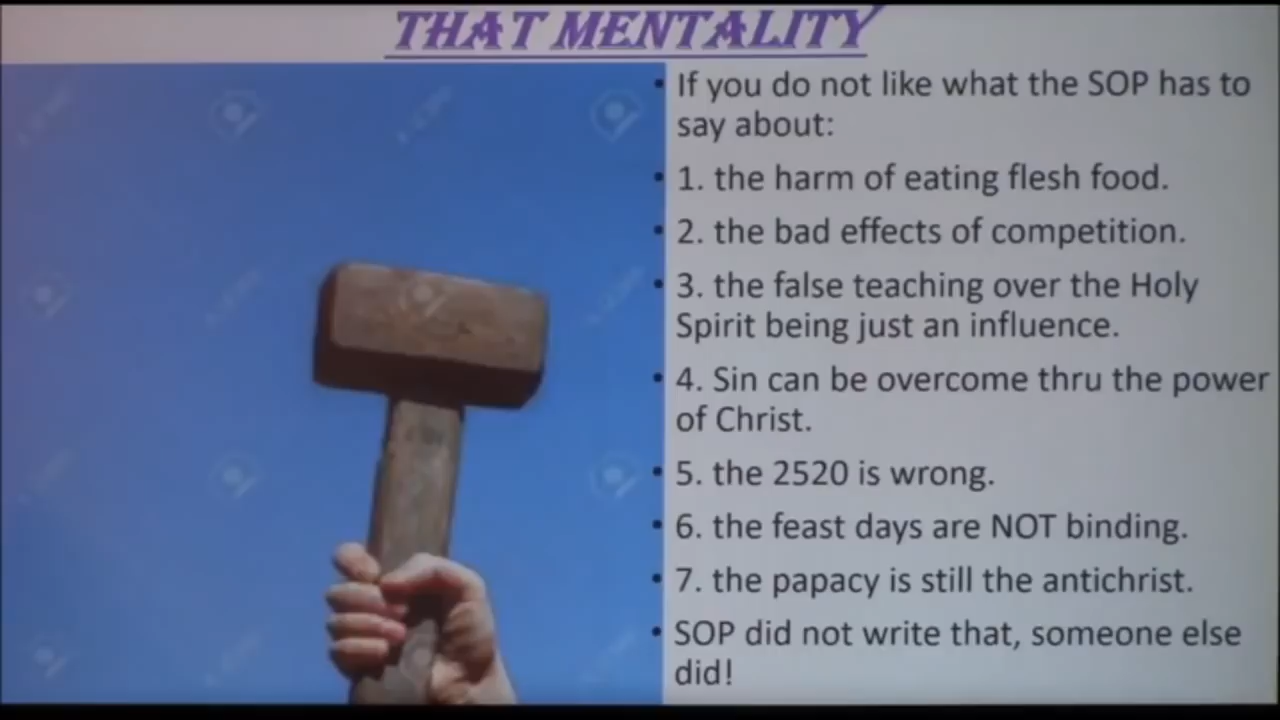 THAT MENTALITY
• If you do not like what the SOP has to
say about:
• 1. the harm of eating flesh food.
• 2. the bad effects of competition.
• 3. the false teaching over the Holy
Spirit being just an influence.
• 4. Sin can be overcome thru the power
of Christ.
• 5. the 2520 is wrong.
• 6. the feast days are NOT binding.
• 7. the papacy is still the antichrist.
• SOP did not write that, someone else
did!